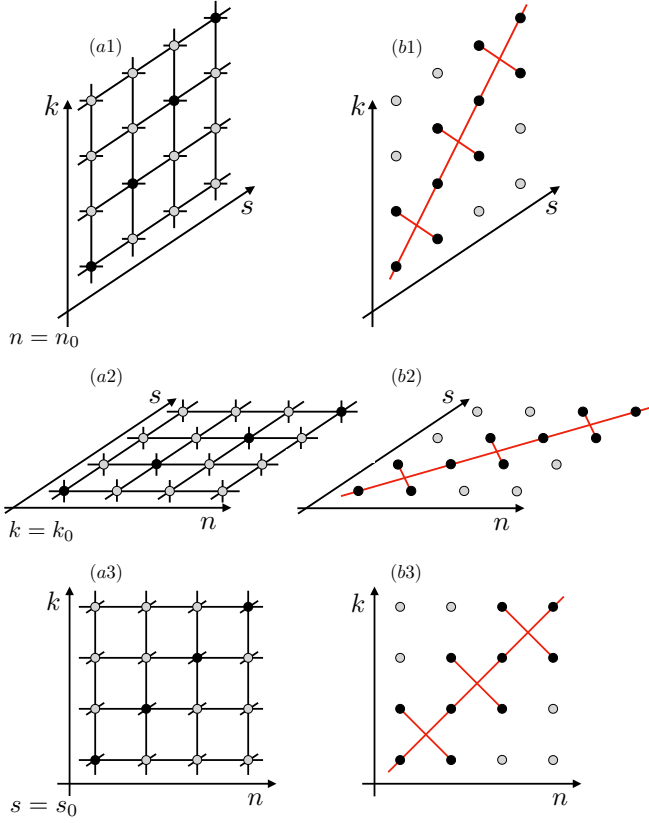 (a1)
(b1)
k
k
s
s
n = n₀
(a2)
(b2)
s
s
n
n
k = k₀
(a3)
(b3)
k
k
n
n
s = s₀